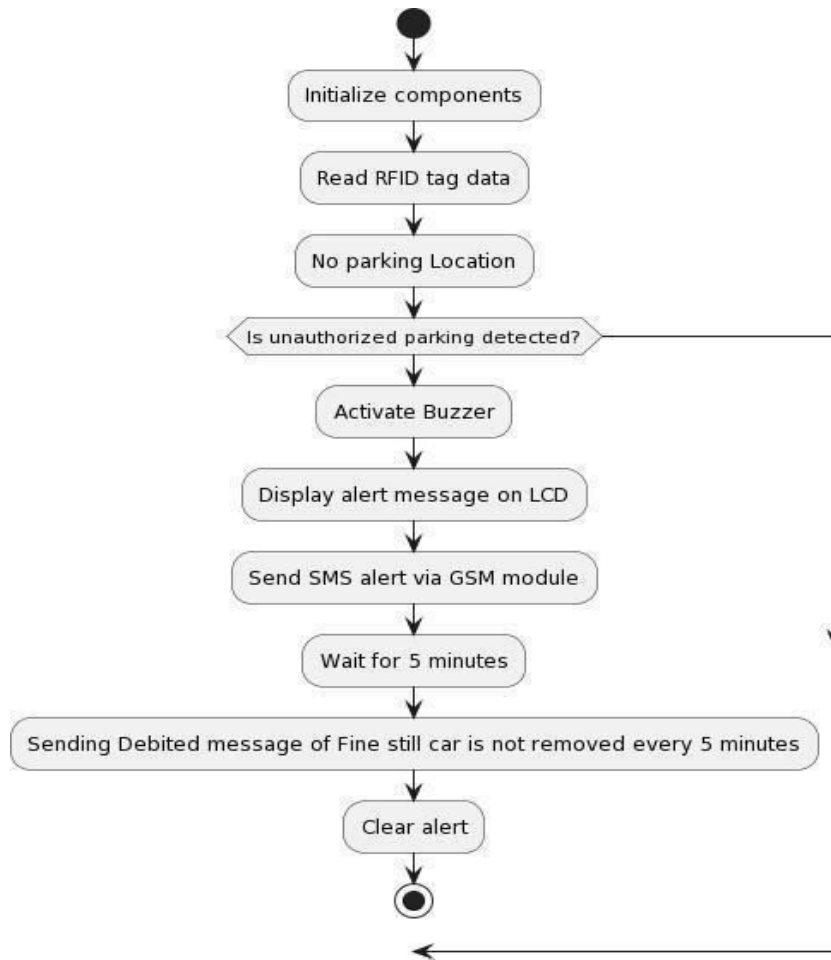 Initialize components
Read RFID tag data
No parking Location
Is unauthorized parking detected?
Activate Buzzer
Display alert message on LCD
Send SMS alert via GSM module
Wait for 5 minutes
Sending Debited message of Fine still car is not removed every 5 minutes
Clear alert